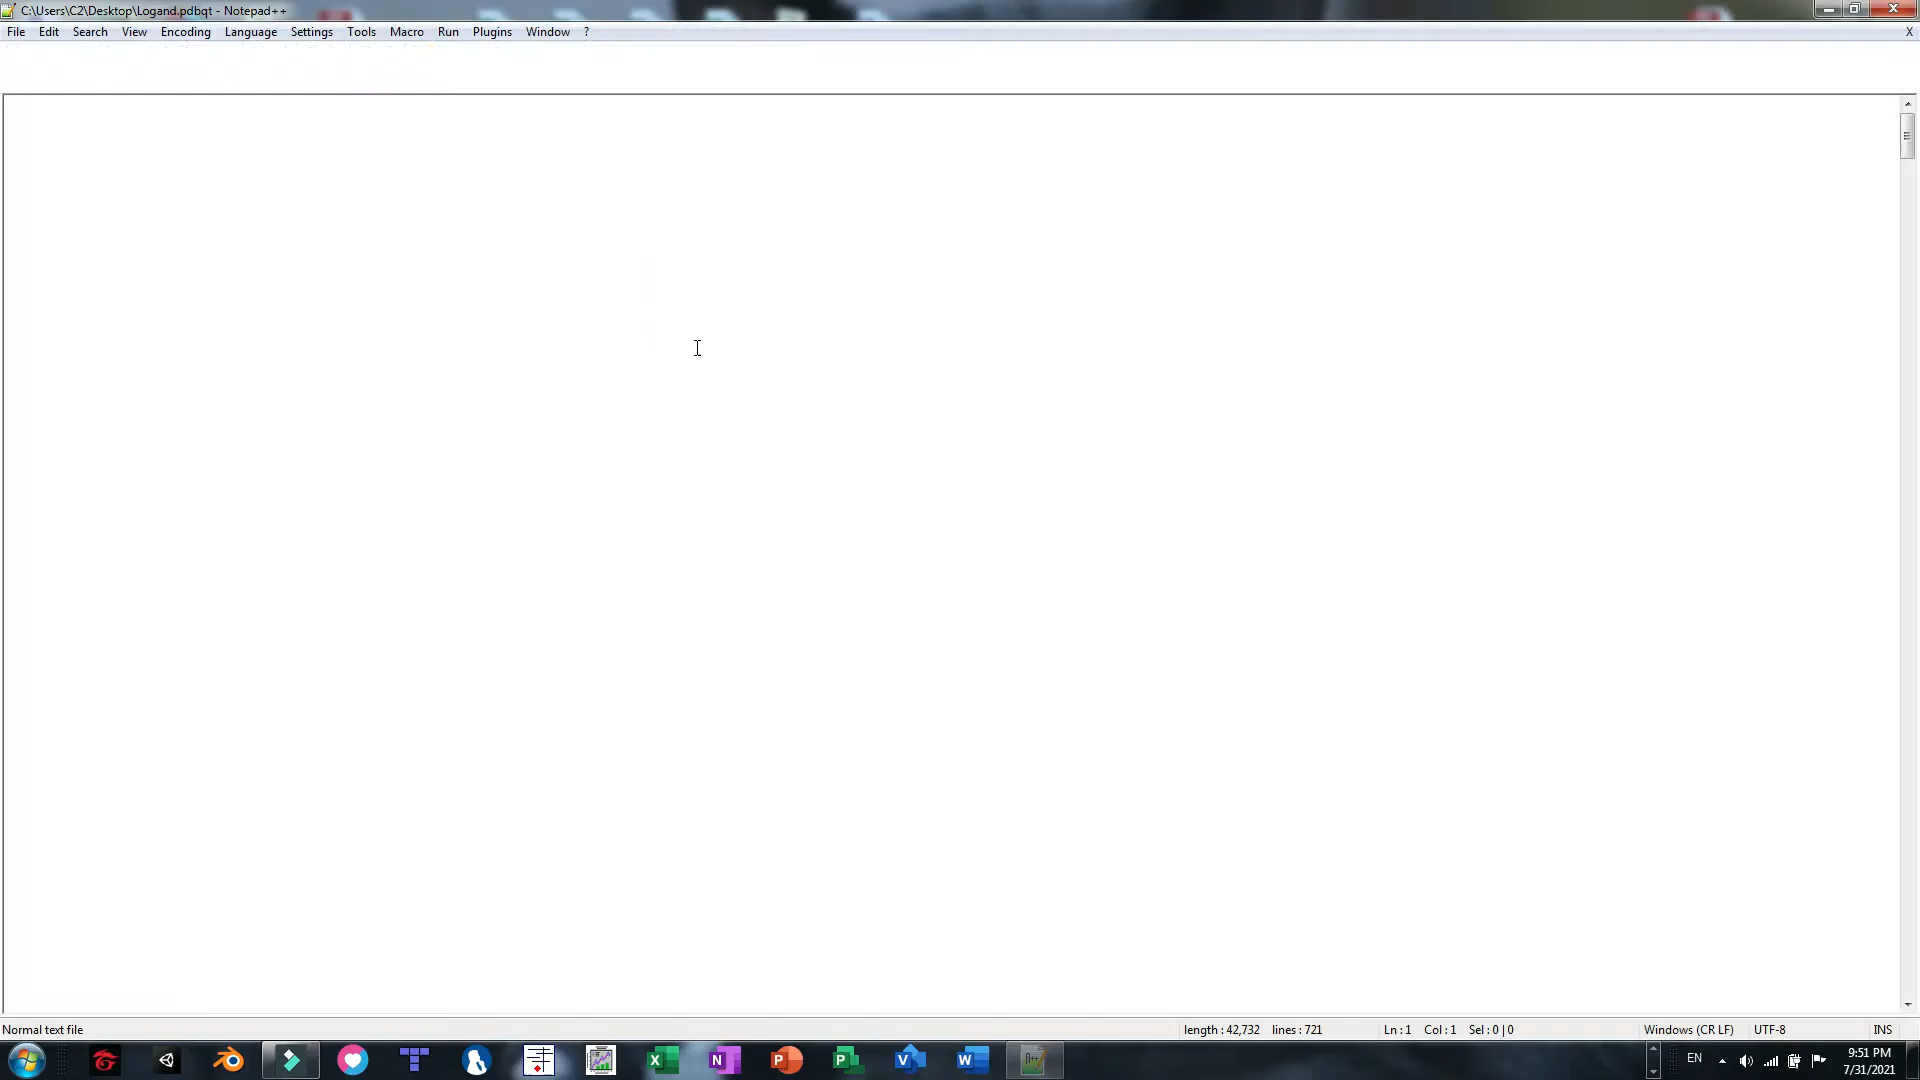 C:\Users\C2\Desktop\Logand.pdbqt - Notepad++
File Edit Search View Encoding Language Settings Tools Macro Run Plugins Window ? X
Normal text file length : 42,732 lines : 721 Ln : 1 Col : 1 Sel : 0 | 0 Windows (CR LF) UTF-8 INS
EN 9:51 PM
7/31/2021